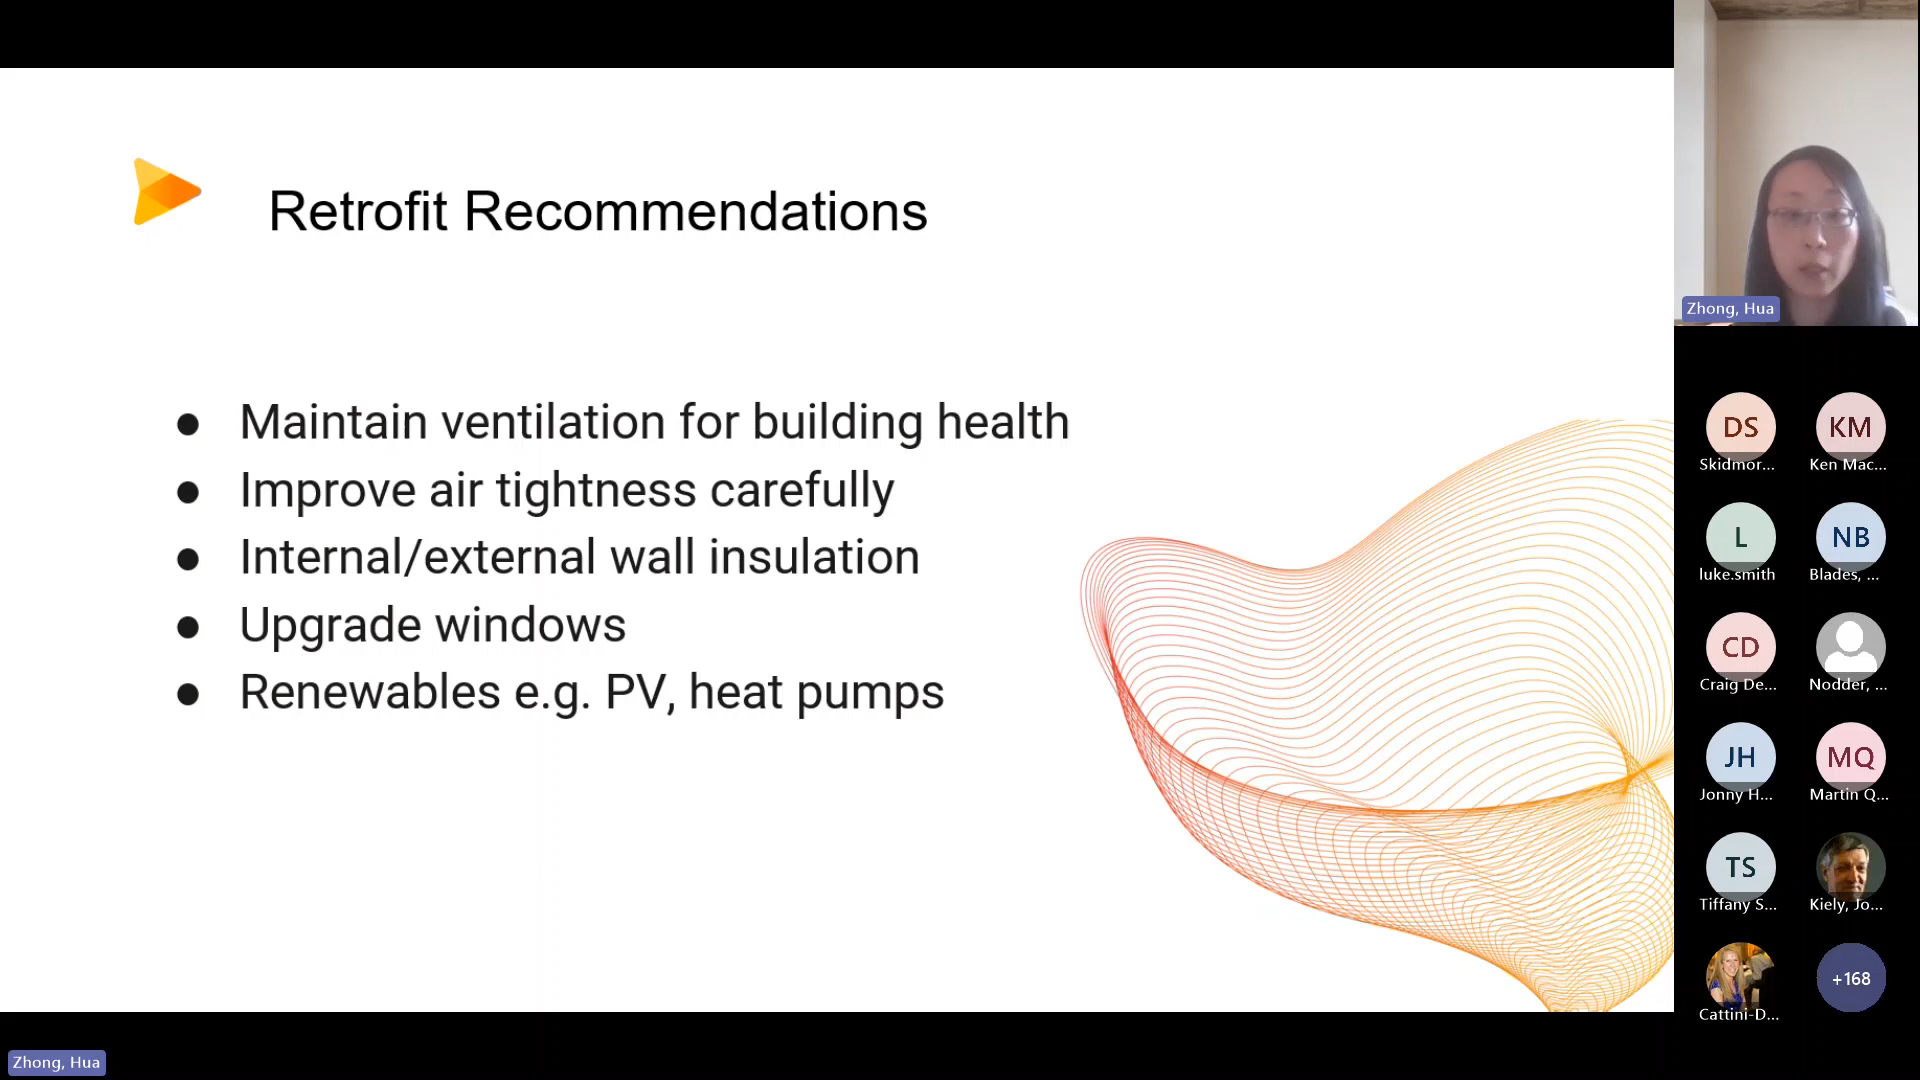 Retrofit Recommendations
● Maintain ventilation for building health
● Improve air tightness carefully
● Internal/external wall insulation
● Upgrade windows
● Renewables e.g. PV, heat pumps
Zhong, Hua
Zhong, Hua
DS
Skidmor...
KM
Ken Mac...
L
luke.smith
NB
Blades, ...
CD
Craig De...
Nodder, ...
JH
Jonny H...
MQ
Martin Q...
TS
Tiffany S...
Kiely, Jo...
Cattini-D...
+168